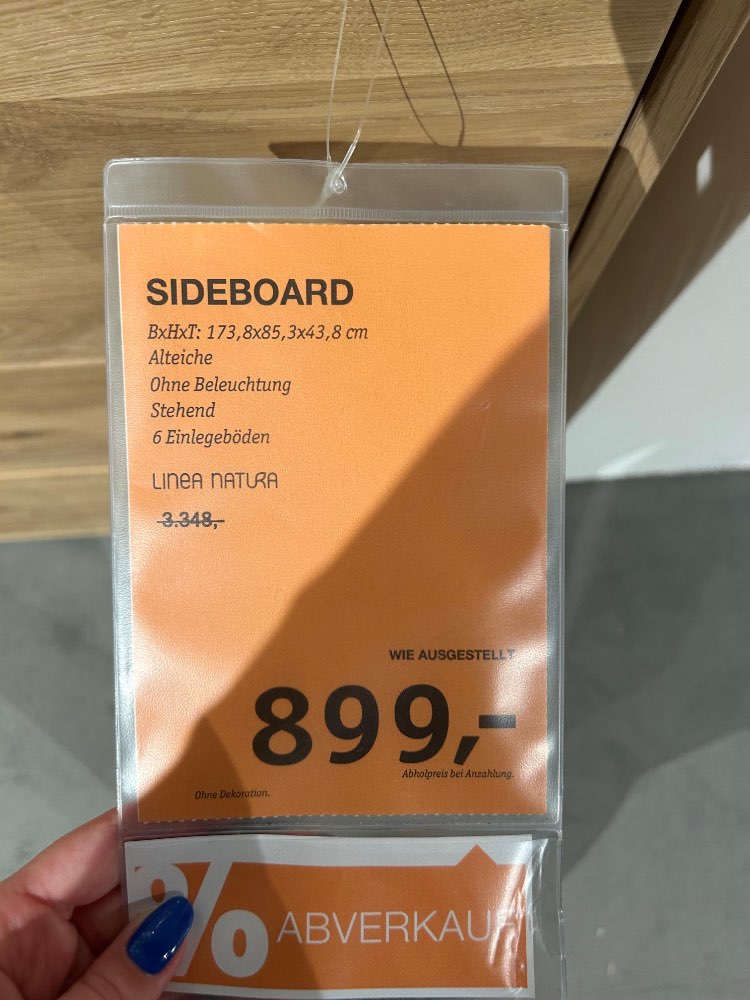 SIDEBOARD
BxHxT: 173,8x85,3x43,8 cm
Alteiche
Ohne Beleuchtung
Stehend
6 Einlegeböden
LINEA NATURA
3.348,-
WIE AUSGESTELLT
899,-
Abholpreis bei Anzahlung.
Ohne Dekoration.
% ABVERKAUF